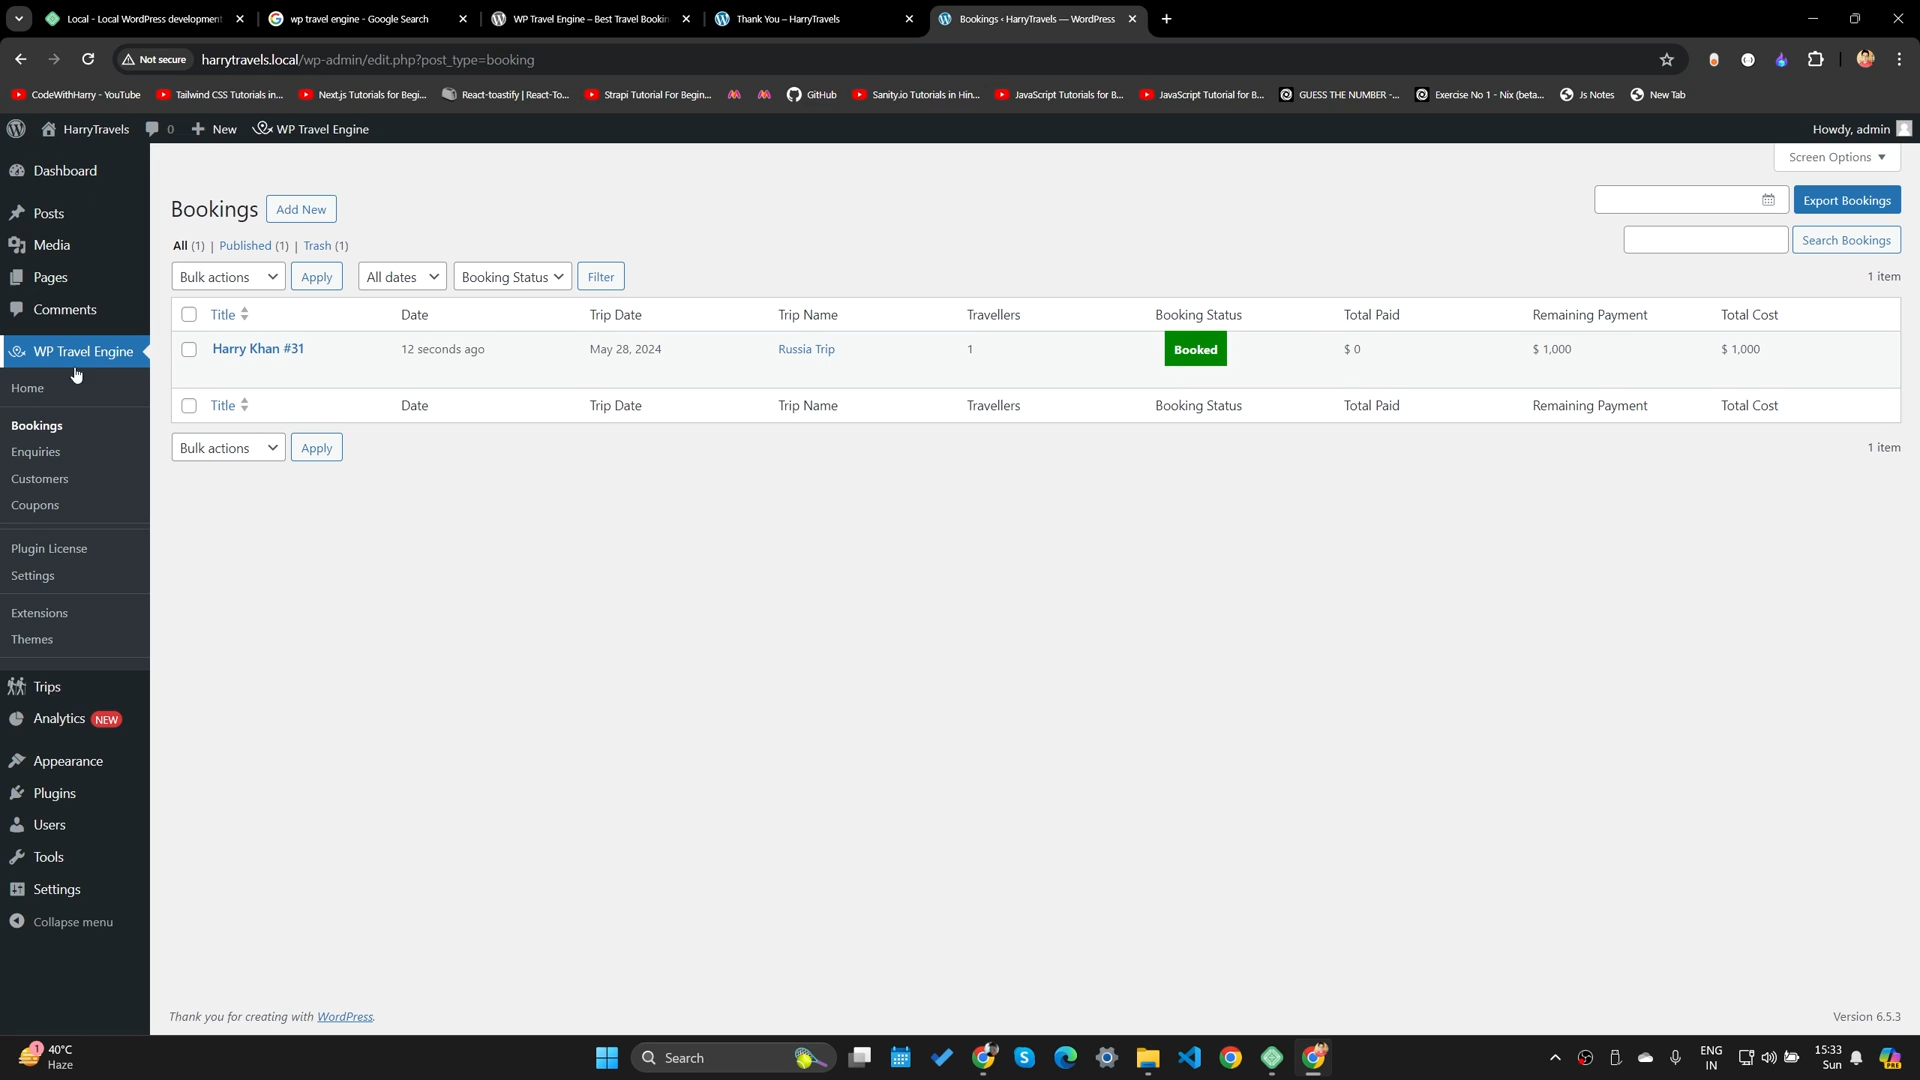 Local - Local WordPress development
wp travel engine - Google Search
WP Travel Engine – Best Travel Bookin
Thank You – HarryTravels
Bookings ‹ HarryTravels — WordPress
Not secure
harrytravels.local/wp-admin/edit.php?post_type=booking
CodeWithHarry - YouTube
Tailwind CSS Tutorials in...
Next.js Tutorials for Begi...
React-toastify | React-To...
Strapi Tutorial For Begin...
GitHub
Sanity.io Tutorials in Hin...
JavaScript Tutorials for B...
JavaScript Tutorial for B...
GUESS THE NUMBER -...
Exercise No 1 - Nix (beta...
Js Notes
New Tab
HarryTravels
0
New
WP Travel Engine
Howdy, admin
Dashboard
Posts
Media
Pages
Comments
WP Travel Engine
Home
Bookings
Enquiries
Customers
Coupons
Plugin License
Settings
Extensions
Themes
Trips
Analytics NEW
Appearance
Plugins
Users
Tools
Settings
Collapse menu
Screen Options
Bookings Add New
Export Bookings
All (1) | Published (1) | Trash (1)
Search Bookings
Bulk actions Apply All dates Booking Status Filter 1 item
Title Date Trip Date Trip Name Travellers Booking Status Total Paid Remaining Payment Total Cost
Harry Khan #31 12 seconds ago May 28, 2024 Russia Trip 1 Booked $ 0 $ 1,000 $ 1,000
Title Date Trip Date Trip Name Travellers Booking Status Total Paid Remaining Payment Total Cost
Bulk actions Apply 1 item
Thank you for creating with WordPress.
Version 6.5.3
1
40°C
Haze
Search
ENG
IN
15:33
Sun
PRE